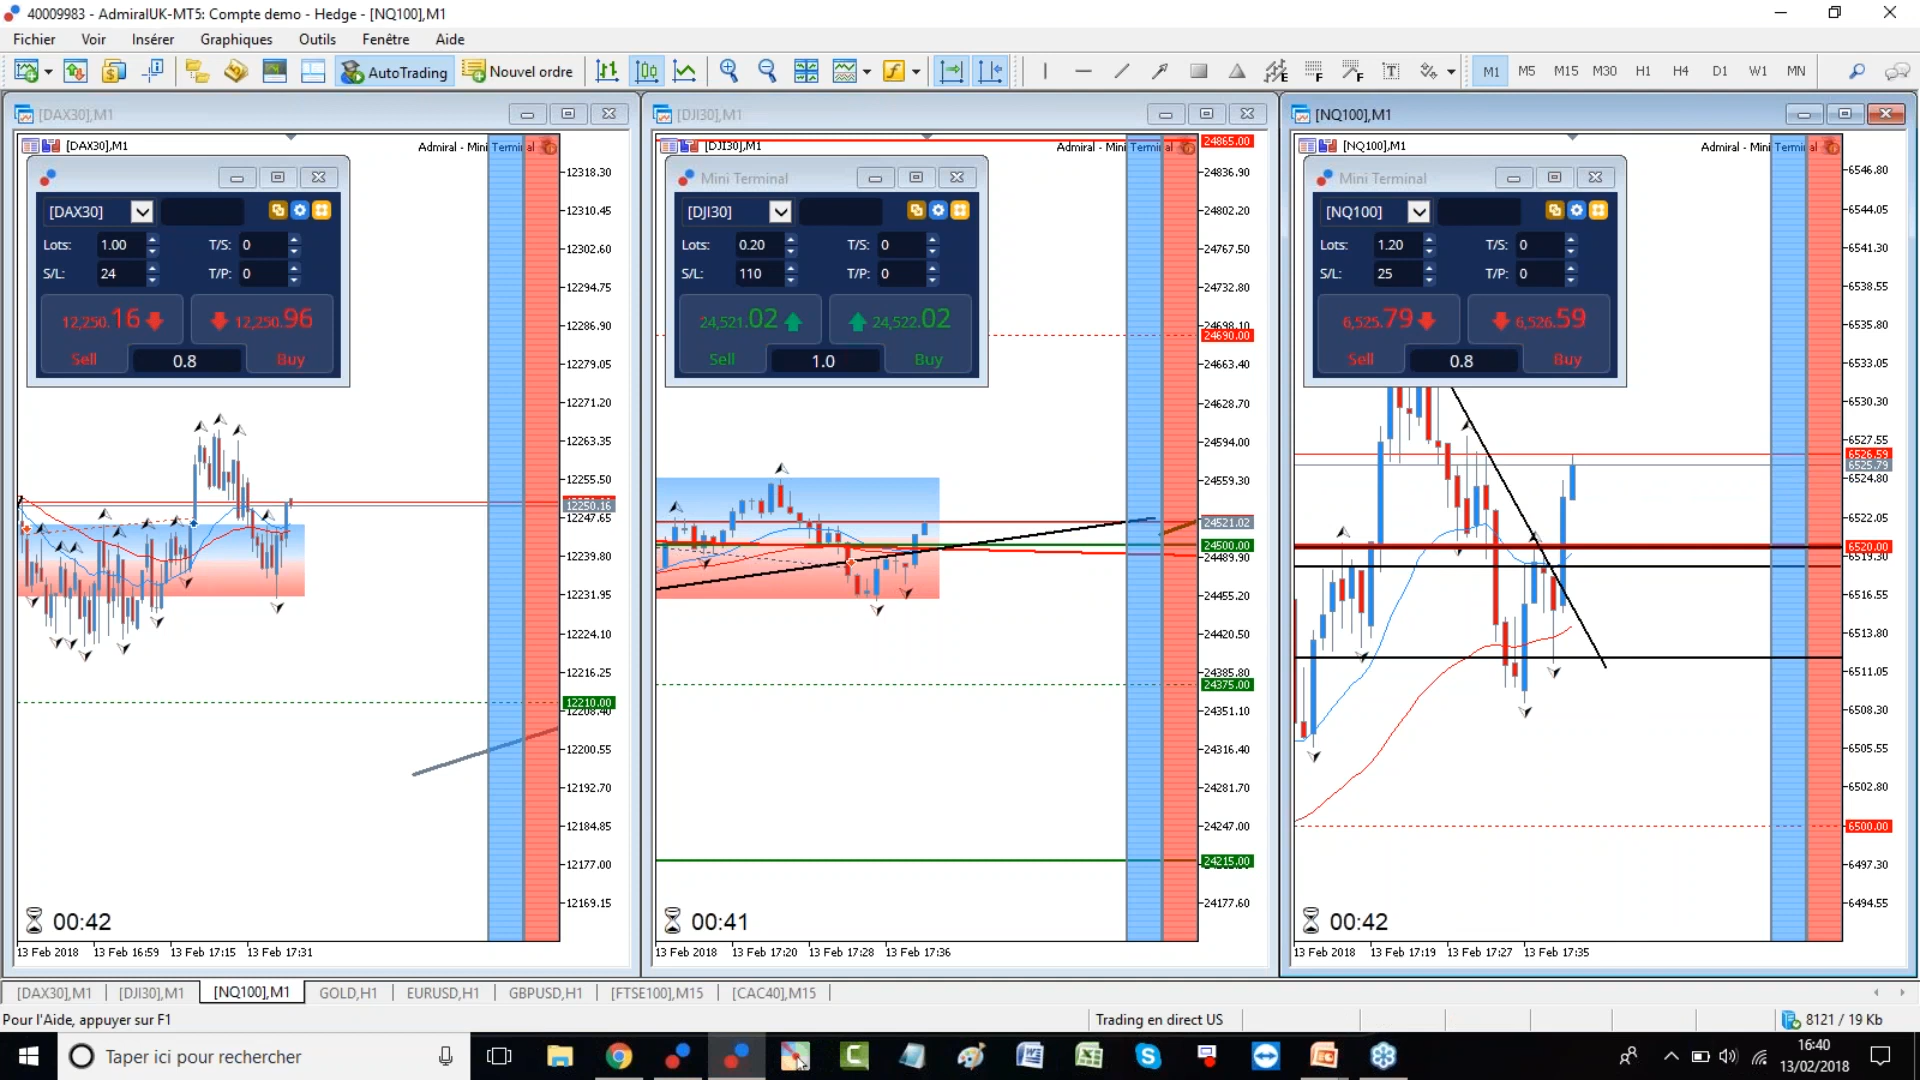 40009983 - AdmiralUK-MT5: Compte demo - Hedge - [NQ100],M1
Fichier Voir Insérer Graphiques Outils Fenêtre Aide
AutoTrading Nouvel ordre M1 M5 M15 M30 H1 H4 D1 W1 MN
[DAX30],M1
[DAX30],M1 Admiral - Mini Terminal
[DAX30]
Lots: 1.00 T/S: 0
S/L: 24 T/P: 0
12,250.16 12,250.96
Sell 0.8 Buy
12318.30
12310.45
12302.60
12294.75
12286.90
12279.05
12271.20
12263.35
12255.50
12250.16
12247.65
12239.80
12231.95
12224.10
12216.25
12210.00
12208.40
12200.55
12192.70
12184.85
12177.00
12169.15
00:42
13 Feb 2018 13 Feb 16:59 13 Feb 17:15 13 Feb 17:31
[DJI30],M1
[DJI30],M1 Admiral - Mini Terminal
Mini Terminal
[DJI30]
Lots: 0.20 T/S: 0
S/L: 110 T/P: 0
24,521.02 24,522.02
Sell 1.0 Buy
24865.00
24836.90
24802.20
24767.50
24732.80
24698.10
24690.00
24663.40
24628.70
24594.00
24559.30
24521.02
24500.00
24489.90
24455.20
24420.50
24385.80
24375.00
24351.10
24316.40
24281.70
24247.00
24215.00
24177.60
00:41
13 Feb 2018 13 Feb 17:20 13 Feb 17:28 13 Feb 17:36
[NQ100],M1
[NQ100],M1 Admiral - Mini Terminal
Mini Terminal
[NQ100]
Lots: 1.20 T/S: 0
S/L: 25 T/P: 0
6,525.79 6,526.59
Sell 0.8 Buy
6546.80
6544.05
6541.30
6538.55
6535.80
6533.05
6530.30
6527.55
6526.59
6525.79
6524.80
6522.05
6520.00
6519.30
6516.55
6513.80
6511.05
6508.30
6505.55
6502.80
6500.00
6497.30
6494.55
00:42
13 Feb 2018 13 Feb 17:19 13 Feb 17:27 13 Feb 17:35
[DAX30],M1 [DJI30],M1 [NQ100],M1 GOLD,H1 EURUSD,H1 GBPUSD,H1 [FTSE100],M15 [CAC40],M15
Pour l'Aide, appuyer sur F1 Trading en direct US 8121 / 19 Kb
Taper ici pour rechercher
16:40
13/02/2018